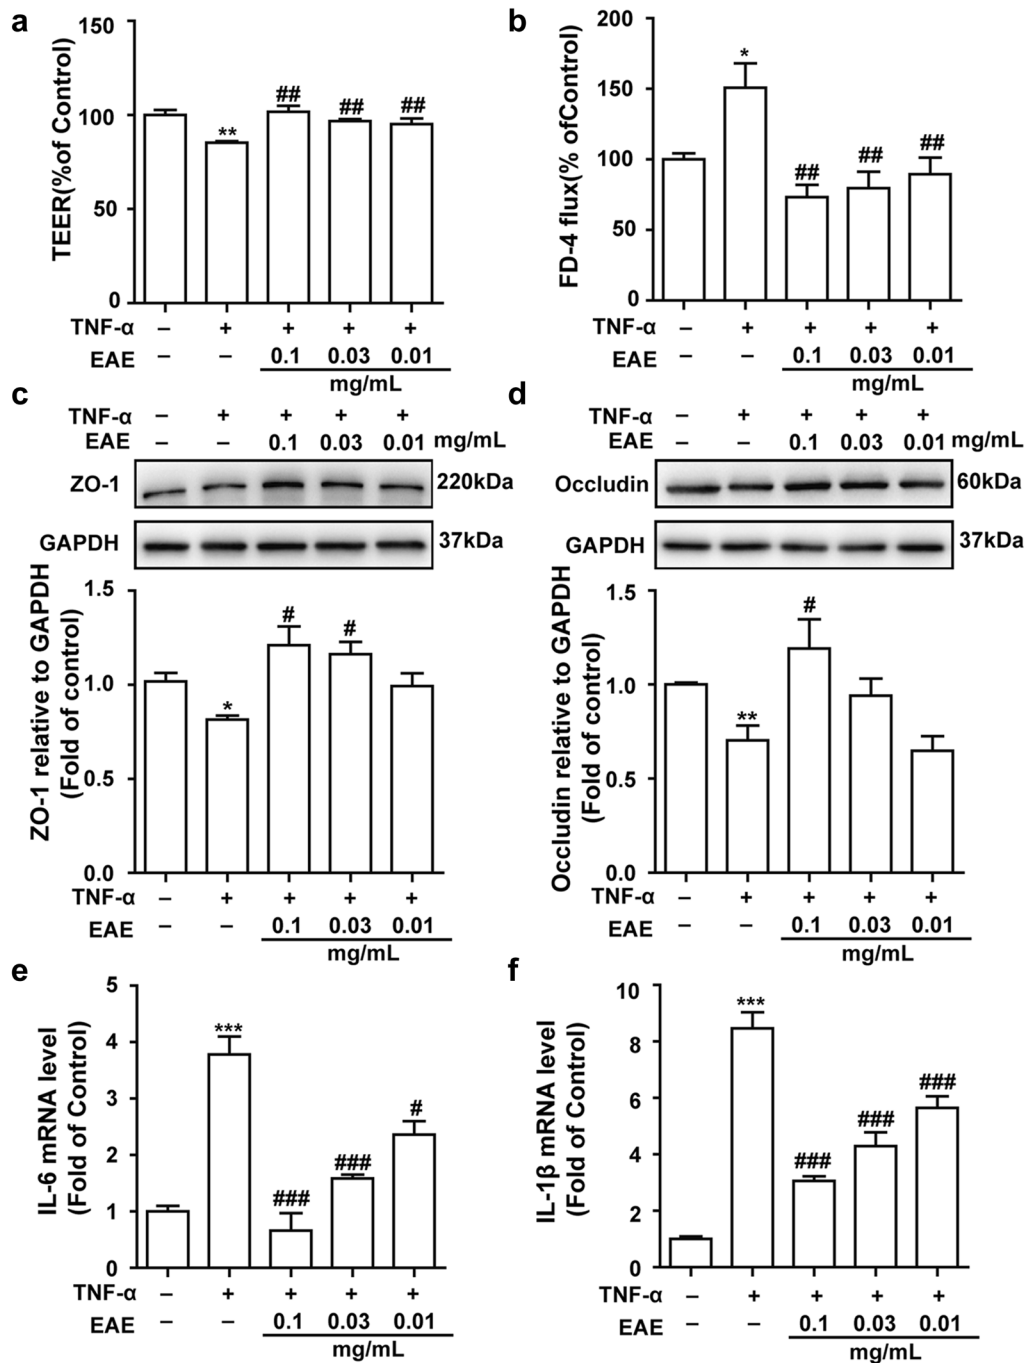 a
150
100
50
0
TEER(%of Control)
**
##
##
##
TNF-α – + + + +
EAE – – 0.1 0.03 0.01
mg/mL
b
200
150
100
50
0
FD-4 flux(% ofControl)
*
##
##
##
TNF-α – + + + +
EAE – – 0.1 0.03 0.01
mg/mL
c
TNF-α – + + + +
EAE – – 0.1 0.03 0.01 mg/mL
ZO-1 220kDa
GAPDH 37kDa
1.5
1.0
0.5
0.0
ZO-1 relative to GAPDH
(Fold of control)
*
#
#
TNF-α – + + + +
EAE – – 0.1 0.03 0.01
mg/mL
d
TNF-α – + + + +
EAE – – 0.1 0.03 0.01 mg/mL
Occludin 60kDa
GAPDH 37kDa
1.5
1.0
0.5
0.0
Occludin relative to GAPDH
(Fold of control)
**
#
TNF-α – + + + +
EAE – – 0.1 0.03 0.01
mg/mL
e
5
4
3
2
1
0
IL-6 mRNA level
(Fold of Control)
***
###
###
#
TNF-α – + + + +
EAE – – 0.1 0.03 0.01
mg/mL
f
10
8
6
4
2
0
IL-1β mRNA level
(Fold of Control)
***
###
###
###
TNF-α – + + + +
EAE – – 0.1 0.03 0.01
mg/mL